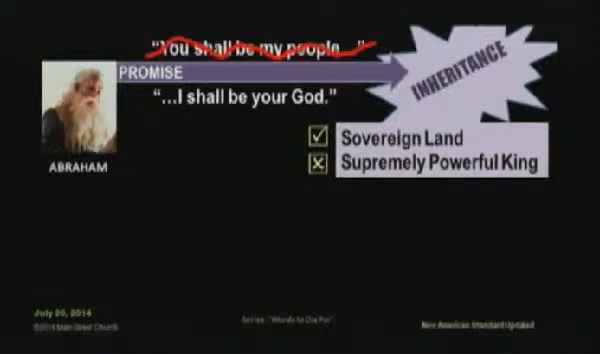 "You shall be my people..."
PROMISE
INHERITANCE
"...I shall be your God."
Sovereign Land
Supremely Powerful King
ABRAHAM
July 20, 2014
©2014 Main Street Church
Series: "Words to Die For"
New American Standard Updated